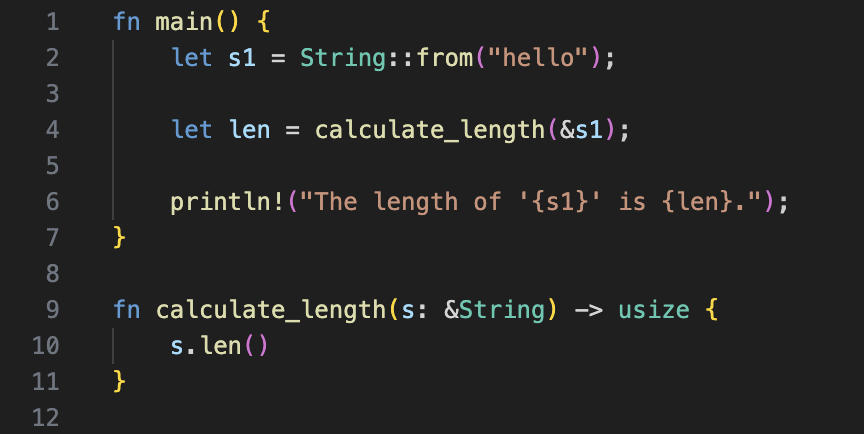 1 fn main() {
2     let s1 = String::from("hello");
3
4     let len = calculate_length(&s1);
5
6     println!("The length of '{s1}' is {len}.");
7 }
8
9 fn calculate_length(s: &String) -> usize {
10     s.len()
11 }
12